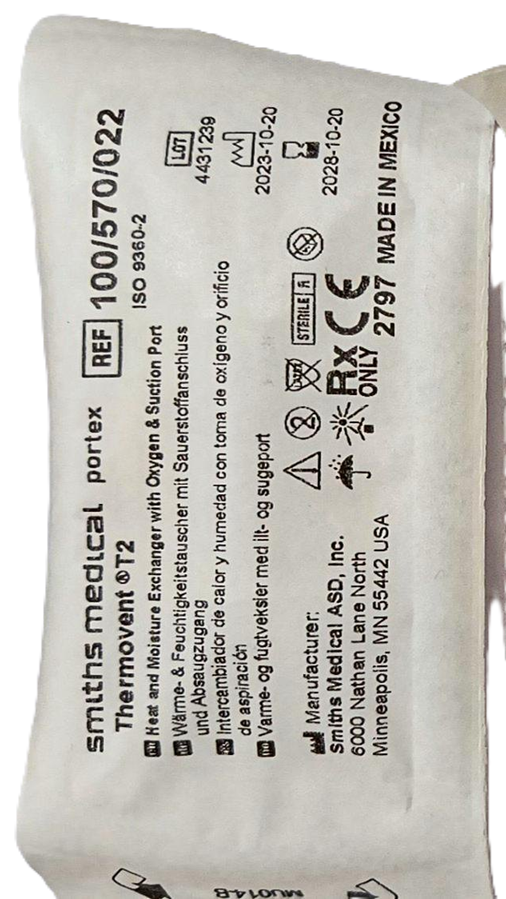 smiths medical portex
REF 100/570/022
Thermovent ®T2
ISO 9360-2
Heat and Moisture Exchanger with Oxygen & Suction Port
Wärme- & Feuchtigkeitstauscher mit Sauerstoffanschluss
und Absaugzugang
Intercambiador de calor y humedad con toma de oxígeno y orificio
de aspiración
Varme- og fugtveksler med ilt- og sugeport
LOT
4431239
2023-10-20
2028-10-20
2
STERILE R
Rx
ONLY
CE
2797 MADE IN MEXICO
Manufacturer:
Smiths Medical ASD, Inc.
6000 Nathan Lane North
Minneapolis, MN 55442 USA